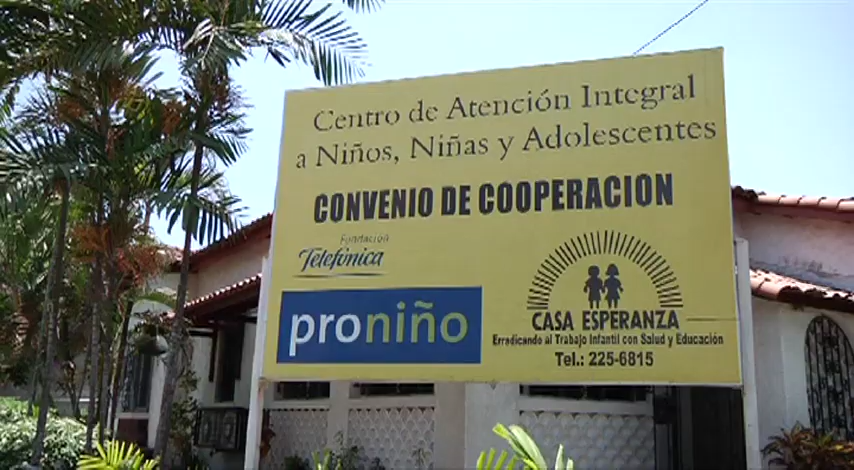 Centro de Atención Integral
a Niños, Niñas y Adolescentes
CONVENIO DE COOPERACION
Fundación
Telefónica
proniño
CASA ESPERANZA
Erradicando al Trabajo Infantil con Salud y Educación
Tel.: 225-6815